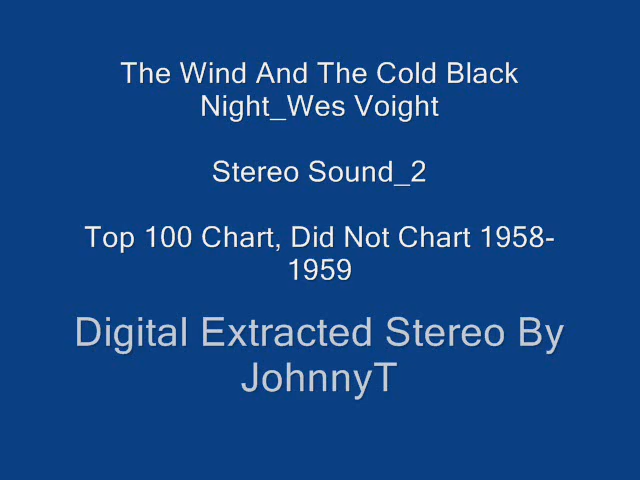 The Wind And The Cold Black
Night_Wes Voight
Stereo Sound_2
Top 100 Chart, Did Not Chart 1958-
1959
Digital Extracted Stereo By
JohnnyT